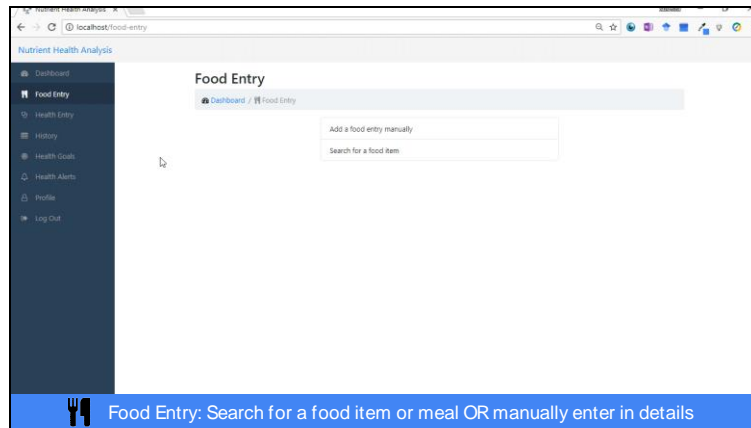 Nutrient Health Analysis
localhost/food-entry
Nutrient Health Analysis
Dashboard
Food Entry
Health Entry
History
Health Goals
Health Alerts
Profile
Log Out
Food Entry
Dashboard / Food Entry
Add a food entry manually
Search for a food item
Food Entry: Search for a food item or meal OR manually enter in details